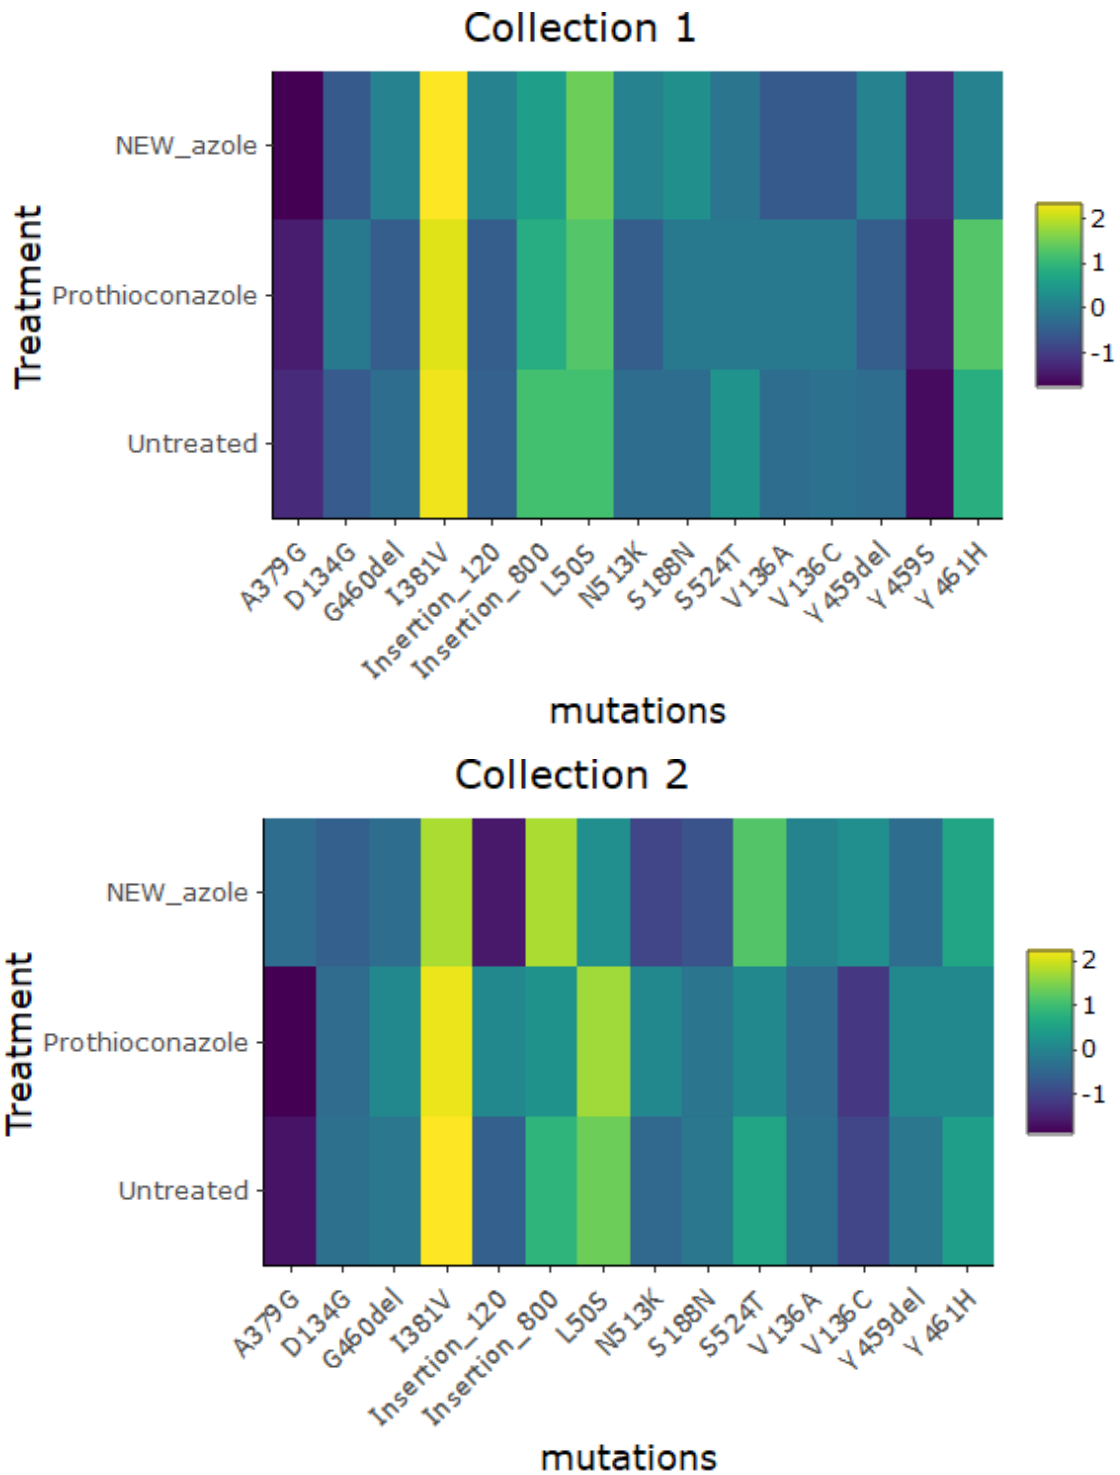 Collection 1
Treatment
NEW_azole
Prothioconazole
Untreated
2
1
0
-1
A379G
D134G
G460del
I381V
Insertion_120
Insertion_800
L50S
N513K
S188N
S524T
V136A
V136C
Y459del
Y459S
Y461H
mutations
Collection 2
Treatment
NEW_azole
Prothioconazole
Untreated
2
1
0
-1
A379G
D134G
G460del
I381V
Insertion_120
Insertion_800
L50S
N513K
S188N
S524T
V136A
V136C
Y459del
Y461H
mutations